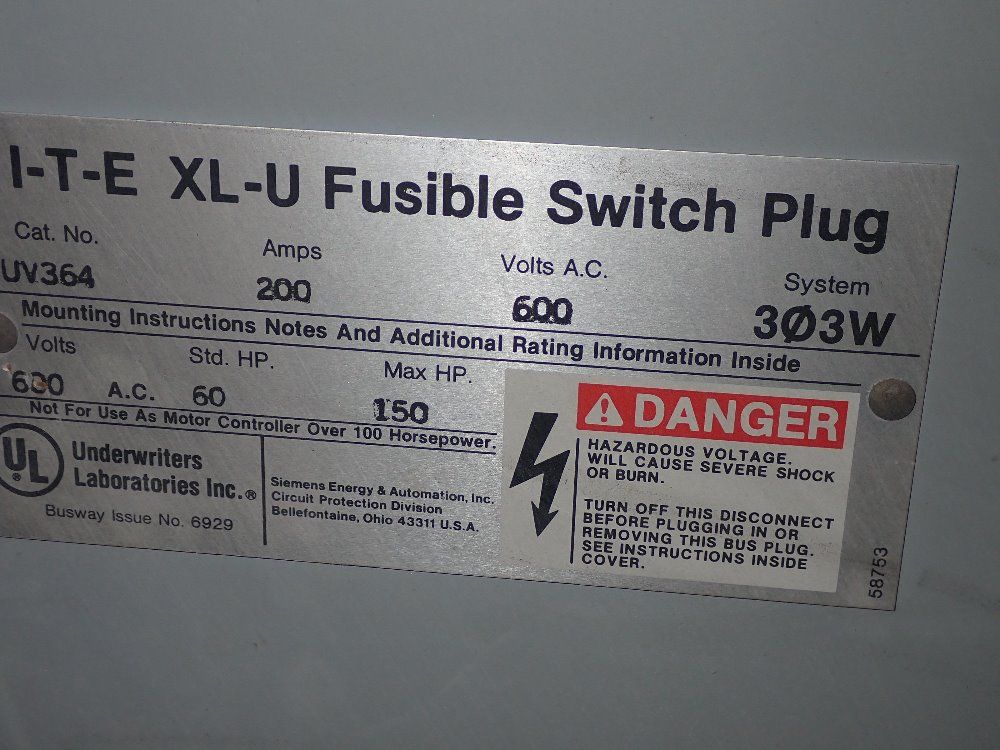 I-T-E XL-U Fusible Switch Plug
Cat. No. Amps Volts A.C. System
UV364 200 600 3Ø3W
Mounting Instructions Notes And Additional Rating Information Inside
Volts Std. HP. Max HP.
600 A.C. 60 150
Not For Use As Motor Controller Over 100 Horsepower.
UL
®
Underwriters
Laboratories Inc.®
Busway Issue No. 6929
Siemens Energy & Automation, Inc.
Circuit Protection Division
Bellefontaine, Ohio 43311 U.S.A.
DANGER
HAZARDOUS VOLTAGE.
WILL CAUSE SEVERE SHOCK
OR BURN.
TURN OFF THIS DISCONNECT
BEFORE PLUGGING IN OR
REMOVING THIS BUS PLUG.
SEE INSTRUCTIONS INSIDE
COVER.
58753